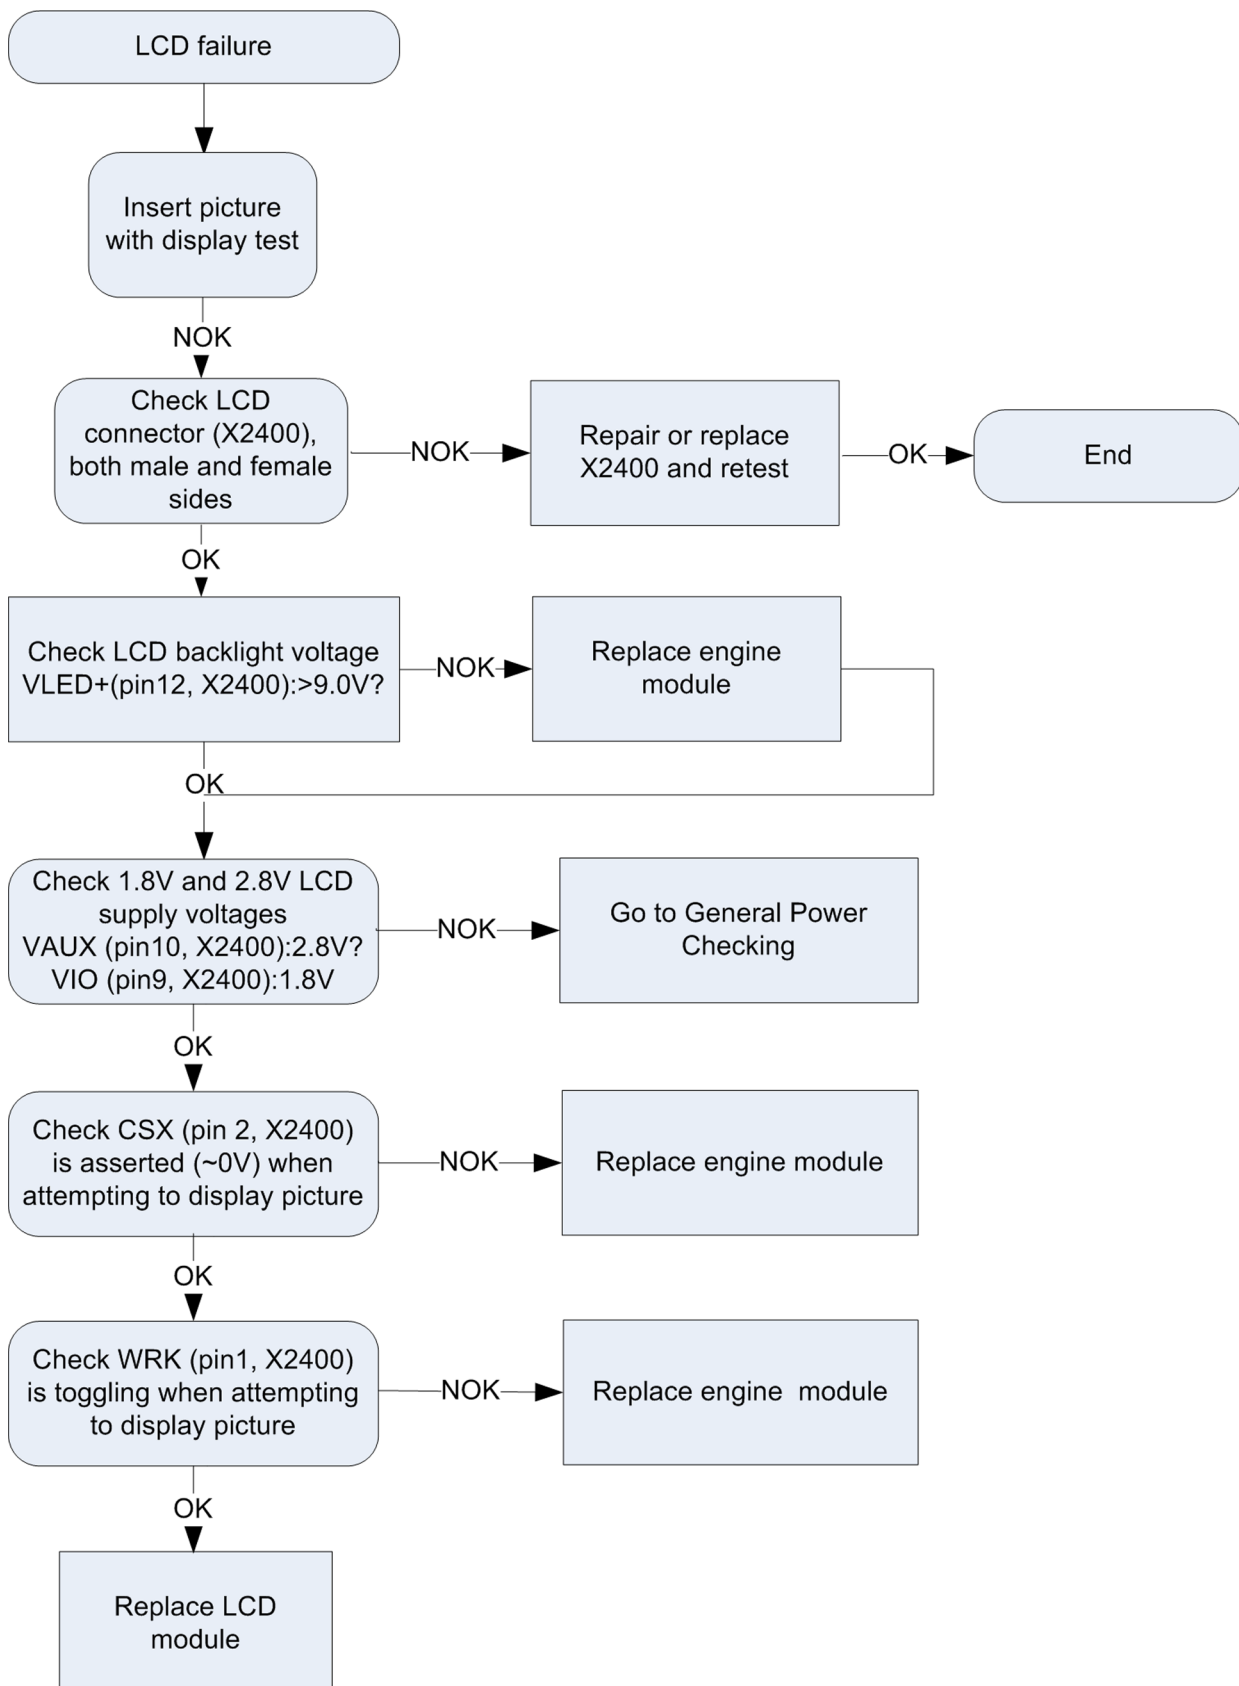 LCD failure
Insert picture
with display test
NOK
Check LCD
connector (X2400),
both male and female
sides
NOK
Repair or replace
X2400 and retest
OK
End
OK
Check LCD backlight voltage
VLED+(pin12, X2400):>9.0V?
NOK
Replace engine
module
OK
Check 1.8V and 2.8V LCD
supply voltages
VAUX (pin10, X2400):2.8V?
VIO (pin9, X2400):1.8V
NOK
Go to General Power
Checking
OK
Check CSX (pin 2, X2400)
is asserted (~0V) when
attempting to display picture
NOK
Replace engine module
OK
Check WRK (pin1, X2400)
is toggling when attempting
to display picture
NOK
Replace engine  module
OK
Replace LCD
module